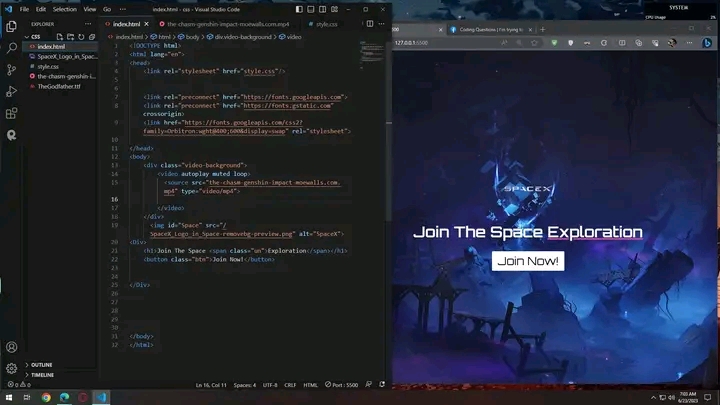 File Edit Selection View Go
index.html - css - Visual Studio Code
SYSTEM
CPU Usage 2%
EXPLORER
CSS
index.html
SpaceX_Logo_in_Spac...
style.css
the-chasm-genshin-i...
TheGodfather.ttf
OUTLINE
TIMELINE
index.html
the-chasm-genshin-impact-moewalls.com.mp4
style.css
index.html > html > body > div.video-background > video
1 <!DOCTYPE html>
2 <html lang="en">
3 <head>
4 <link rel="stylesheet" href="style.css"/>
<link rel="preconnect" href="https://fonts.googleapis.com">
<link rel="preconnect" href="https://fonts.gstatic.com"
crossorigin>
<link href="https://fonts.googleapis.com/css2?
family=Orbitron:wght@400;600&display=swap" rel="stylesheet">
10
11 </head>
12 <body>
13 <div class="video-background">
14 <video autoplay muted loop>
15 <source src="the-chasm-genshin-impact-moewalls.com.
mp4" type="video/mp4">
16
17 </video>
18 </div>
19 <img id="Space" src="/
SpaceX_Logo_in_Space-removebg-preview.png" alt="SpaceX">
20 <Div>
21 <h1>Join The Space <span class="un">Exploration</span></h1>
22 <button class="btn">Join Now!</button>
23
24
25 </Div>
26
27
28
29
30
31 </body>
32 </html>
Coding Questions | I'm trying t
127.0.0.1:5500
SPACEX
Join The Space Exploration
Join Now!
0 0
Ln 16, Col 11 Spaces: 4 UTF-8 CRLF HTML Port : 5500
7:03 AM
6/23/2023